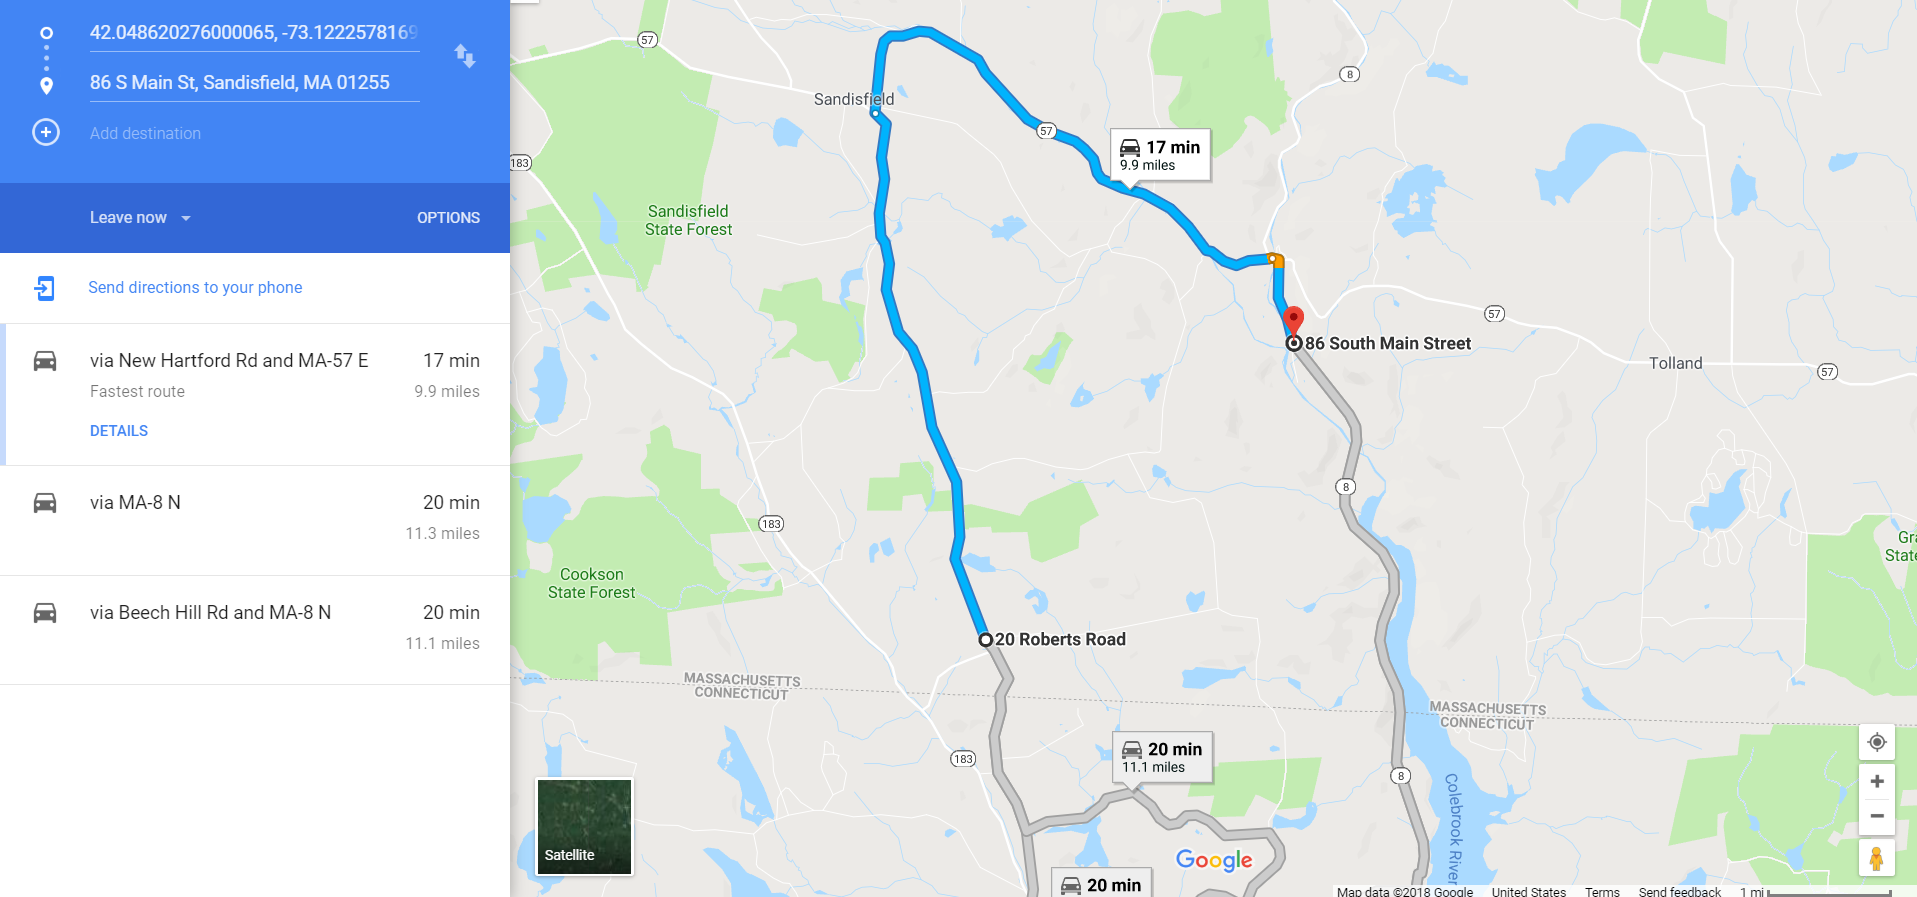 42.048620276000065, -73.122257816
86 S Main St, Sandisfield, MA 01255
Add destination
Leave now
OPTIONS
Send directions to your phone
via New Hartford Rd and MA-57 E
17 min
Fastest route
9.9 miles
DETAILS
via MA-8 N
20 min
11.3 miles
via Beech Hill Rd and MA-8 N
20 min
11.1 miles
57
8
Sandisfield
57
17 min
9.9 miles
183
Sandisfield
State Forest
57
86 South Main Street
Tolland
57
8
183
Gra
State
Cookson
State Forest
20 Roberts Road
MASSACHUSETTS
CONNECTICUT
MASSACHUSETTS
CONNECTICUT
20 min
11.1 miles
183
8
Colebrook River
Satellite
Google
20 min
Map data ©2018 Google
United States
Terms
Send feedback
1 mi